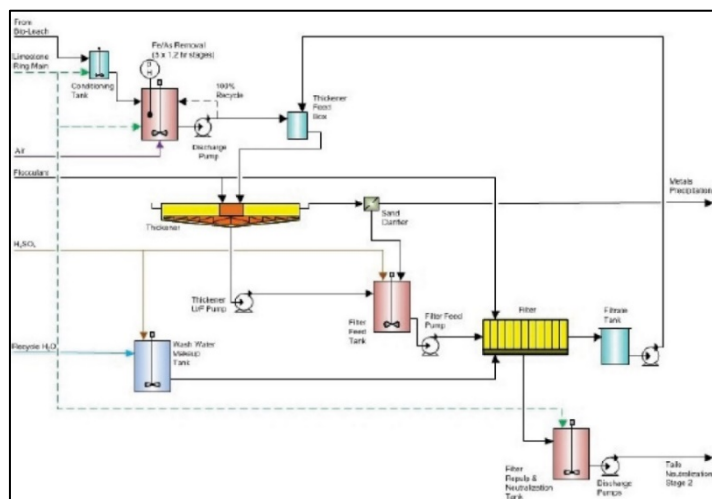 From
Bio-Leach
Limestone
Ring Main
Conditioning
Tank
Fe/As Removal
(5 x 1.2 hr stages)
100%
Recycle
Discharge
Pump
Thickener
Feed
Box
Air
Flocculant
Thickener
Sand
Clarifier
Metals
Precipitation
H₂SO₄
Thickener
U/F Pump
Filter
Feed
Tank
Filter Feed
Pump
Filter
Filtrate
Tank
Recycle H₂O
Wash Water
Makeup
Tank
Filter
Repulp &
Neutralization
Tank
Discharge
Pumps
Tails
Neutralization
Stage 2